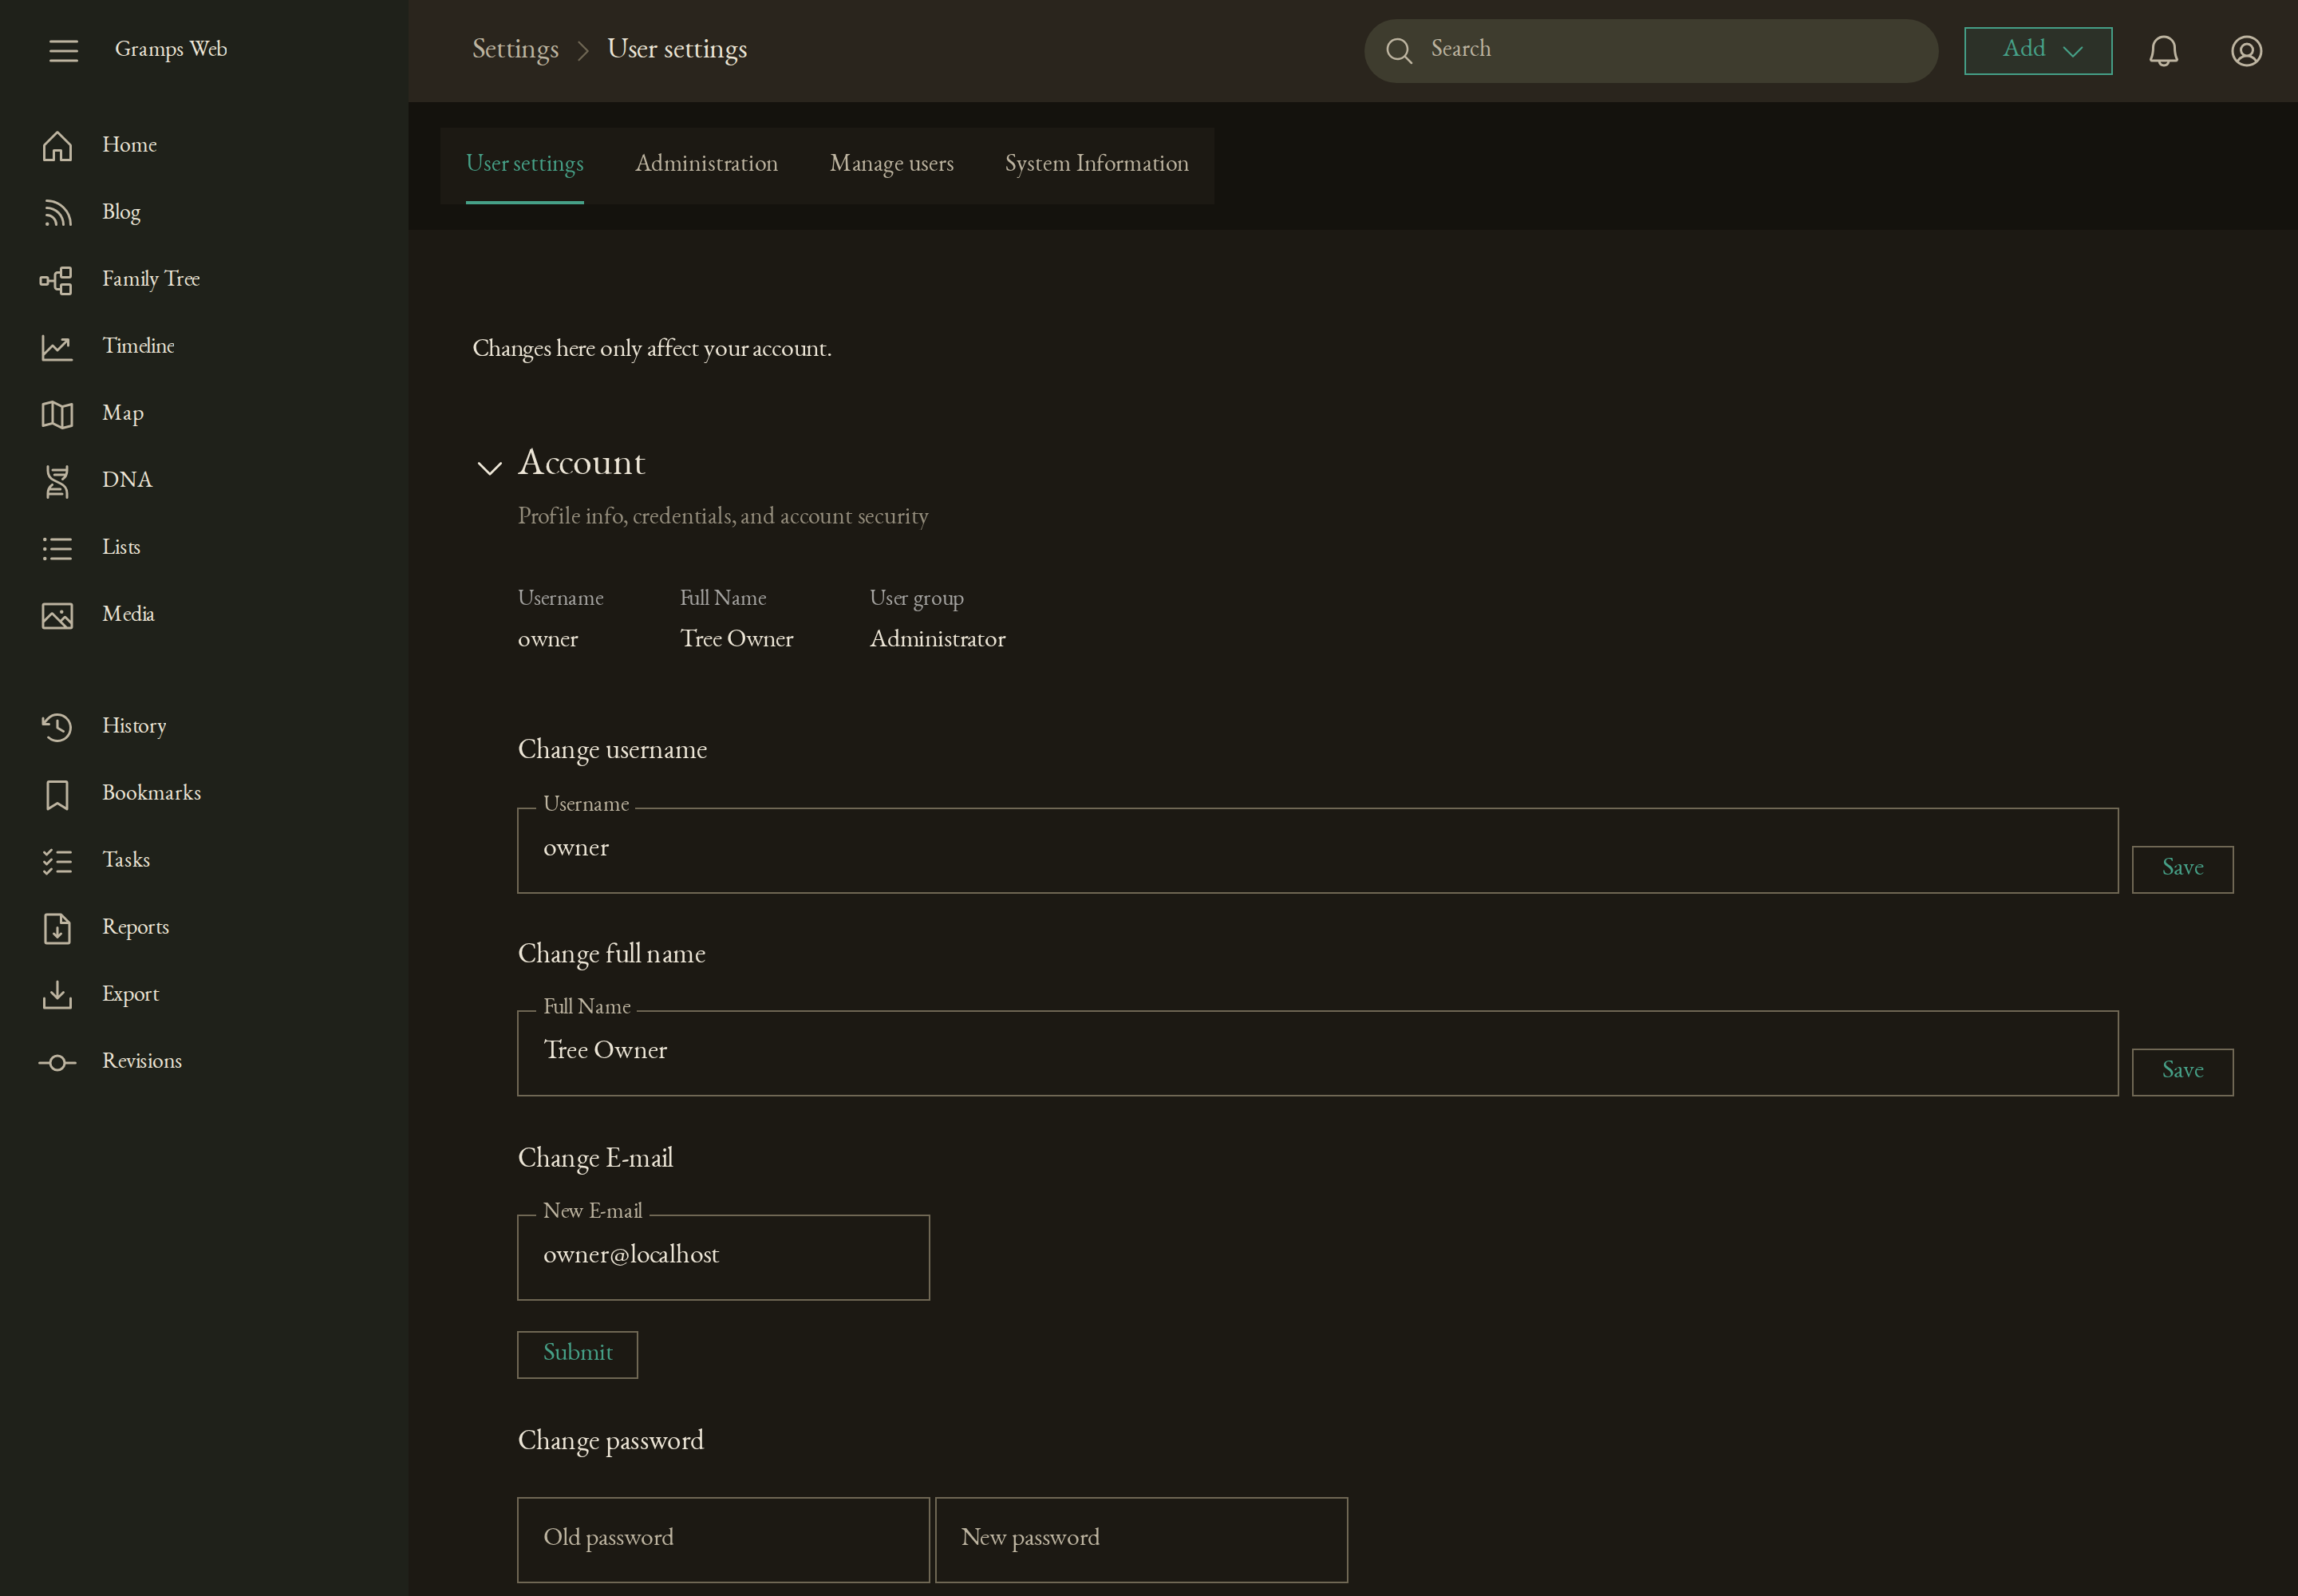 Gramps Web
Settings
User settings
Search
Add
Home
Blog
Family Tree
Timeline
Map
DNA
Lists
Media
History
Bookmarks
Tasks
Reports
Export
Revisions
User settings
Administration
Manage users
System Information
Changes here only affect your account.
Account
Profile info, credentials, and account security
Username
Full Name
User group
owner
Tree Owner
Administrator
Change username
Username
owner
Save
Change full name
Full Name
Tree Owner
Save
Change E-mail
New E-mail
owner@localhost
Submit
Change password
Old password
New password